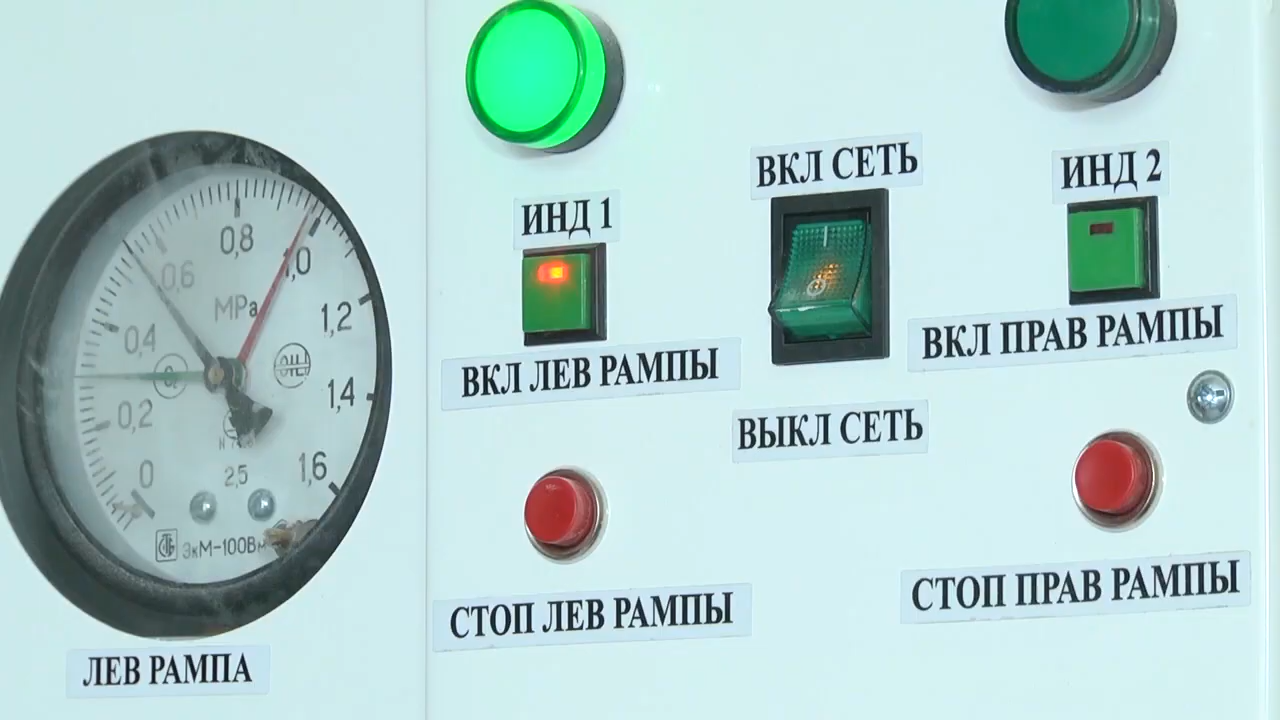 ВКЛ СЕТЬ
ИНД 1
ИНД 2
ВКЛ ЛЕВ РАМПЫ
ВКЛ ПРАВ РАМПЫ
ВЫКЛ СЕТЬ
СТОП ЛЕВ РАМПЫ
СТОП ПРАВ РАМПЫ
0
0,2
0,4
0,6
0,8
1,0
1,2
1,4
1,6
МРа
O₂
2,5
ЭкМ-100Вм
ЛЕВ РАМПА